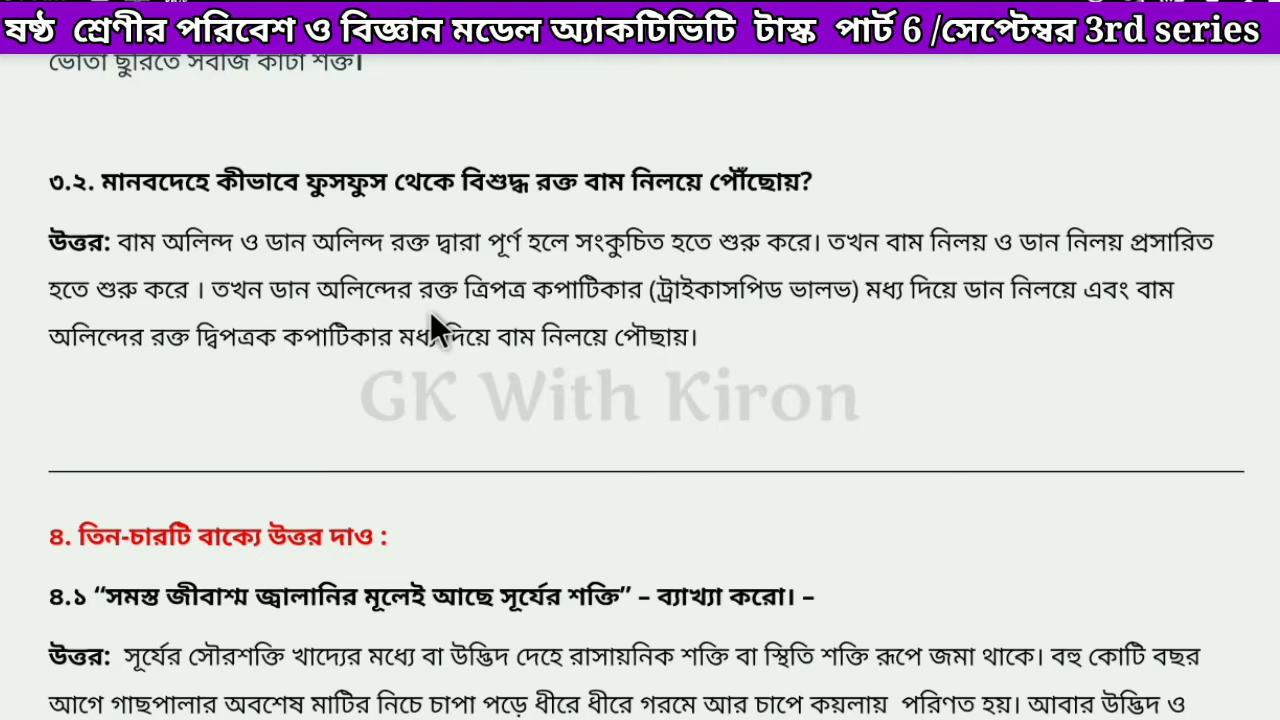 ষষ্ঠ শ্রেণীর পরিবেশ ও বিজ্ঞান মডেল অ্যাকটিভিটি টাস্ক পার্ট 6 /সেপ্টেম্বর 3rd series
ভোঁতা ছুরিতে সবজি কাটা শক্ত।
৩.২. মানবদেহে কীভাবে ফুসফুস থেকে বিশুদ্ধ রক্ত বাম নিলয়ে পৌঁছোয়?
উত্তর: বাম অলিন্দ ও ডান অলিন্দ রক্ত দ্বারা পূর্ণ হলে সংকুচিত হতে শুরু করে। তখন বাম নিলয় ও ডান নিলয় প্রসারিত
হতে শুরু করে । তখন ডান অলিন্দের রক্ত ত্রিপত্র কপাটিকার (ট্রাইকাসপিড ভালভ) মধ্য দিয়ে ডান নিলয়ে এবং বাম
অলিন্দের রক্ত দ্বিপত্রক কপাটিকার মধ্য দিয়ে বাম নিলয়ে পৌছায়।
GK With Kiron
৪. তিন-চারটি বাক্যে উত্তর দাও :
৪.১ “সমস্ত জীবাশ্ম জ্বালানির মূলেই আছে সূর্যের শক্তি” – ব্যাখ্যা করো। –
উত্তর: সূর্যের সৌরশক্তি খাদ্যের মধ্যে বা উদ্ভিদ দেহে রাসায়নিক শক্তি বা স্থিতি শক্তি রূপে জমা থাকে। বহু কোটি বছর
আগে গাছপালার অবশেষ মাটির নিচে চাপা পড়ে ধীরে ধীরে গরমে আর চাপে কয়লায় পরিণত হয়। আবার উদ্ভিদ ও